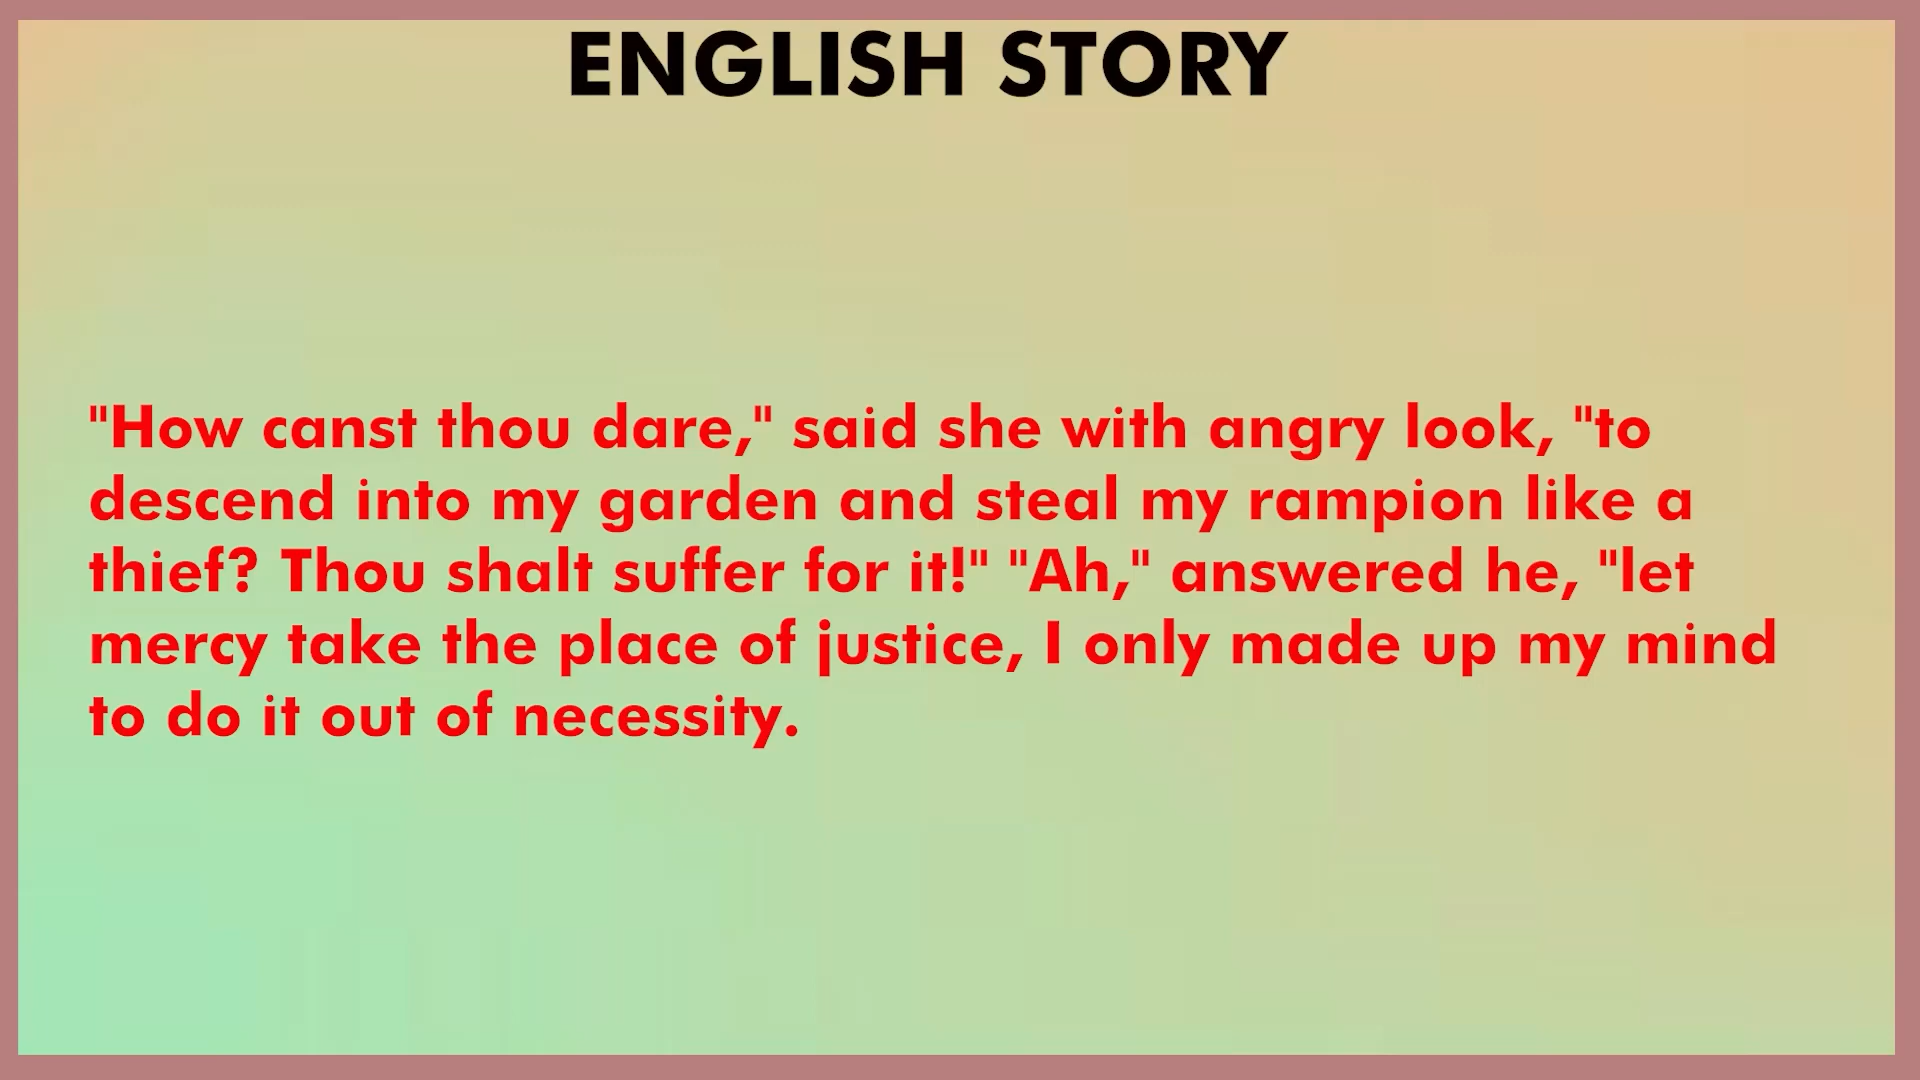 ENGLISH STORY
"How canst thou dare," said she with angry look, "to
descend into my garden and steal my rampion like a
thief? Thou shalt suffer for it!" "Ah," answered he, "let
mercy take the place of justice, I only made up my mind
to do it out of necessity.